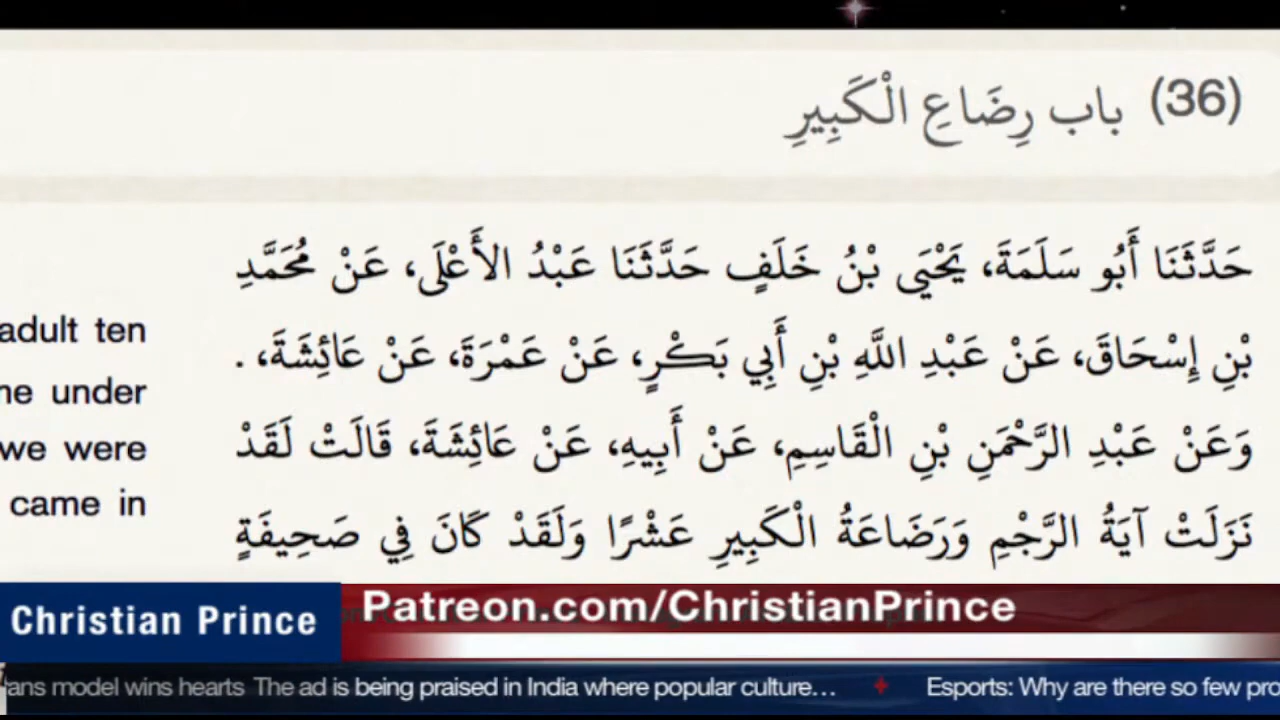 (36) باب رِضَاعِ الْكَبِيرِ
حَدَّثَنَا أَبُو سَلَمَةَ، يَحْيَى بْنُ خَلَفٍ حَدَّثَنَا عَبْدُ الأَعْلَى، عَنْ مُحَمَّدِ
بْنِ إِسْحَاقَ، عَنْ عَبْدِ اللَّهِ بْنِ أَبِي بَكْرٍ، عَنْ عَمْرَةَ، عَنْ عَائِشَةَ، .
وَعَنْ عَبْدِ الرَّحْمَنِ بْنِ الْقَاسِمِ، عَنْ أَبِيهِ، عَنْ عَائِشَةَ، قَالَتْ لَقَدْ
نَزَلَتْ آيَةُ الرَّجْمِ وَرَضَاعَةُ الْكَبِيرِ عَشْرًا وَلَقَدْ كَانَ فِي صَحِيفَةٍ
adult ten
ne under
we were
came in
Christian Prince
Patreon.com/ChristianPrince
ans model wins hearts The ad is being praised in India where popular culture... Esports: Why are there so few pro